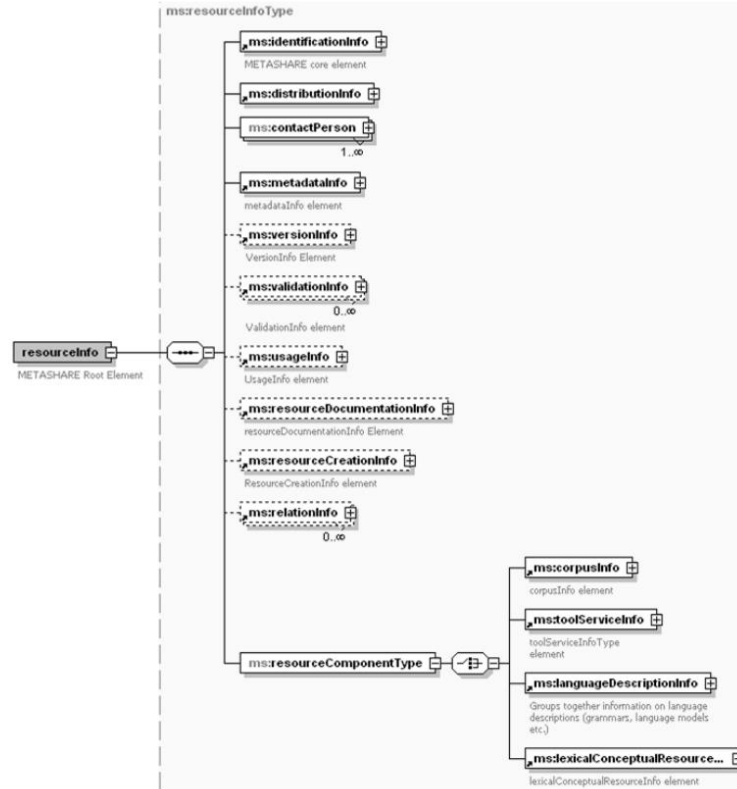 ms:resourceInfoType
ms:identificationInfo
METASHARE core element
ms:distributionInfo
ms:contactPerson
1..∞
ms:metadataInfo
metadataInfo element
ms:versionInfo
VersionInfo Element
ms:validationInfo
0..∞
ValidationInfo element
resourceInfo
METASHARE Root Element
ms:usageInfo
UsageInfo element
ms:resourceDocumentationInfo
resourceDocumentationInfo Element
ms:resourceCreationInfo
ResourceCreationInfo element
ms:relationInfo
0..∞
ms:resourceComponentType
ms:corpusInfo
corpusInfo element
ms:toolServiceInfo
toolServiceInfoType
element
ms:languageDescriptionInfo
Groups together information on language
descriptions (grammars, language models
etc.)
ms:lexicalConceptualResource...
lexicalConceptualResourceInfo element